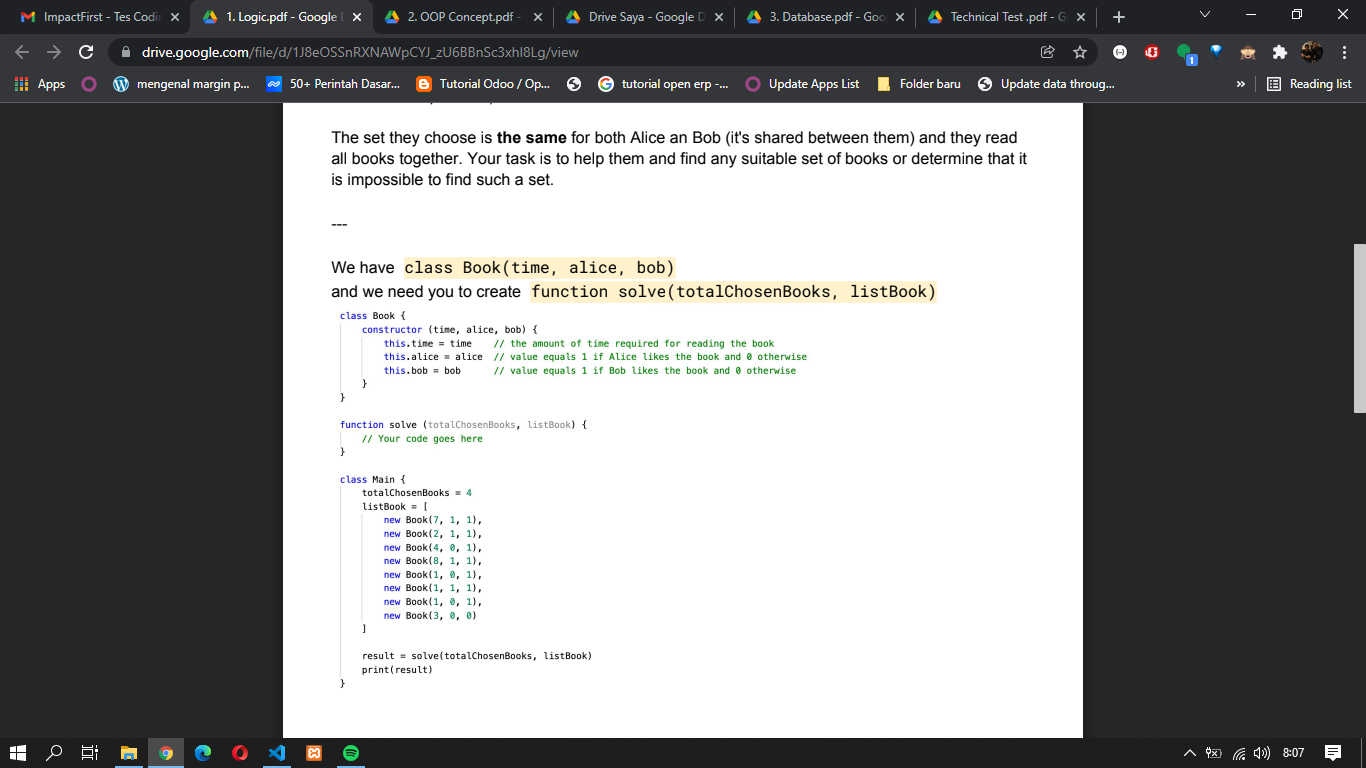 ImpactFirst - Tes Codin
1. Logic.pdf - Google D
2. OOP Concept.pdf -
Drive Saya - Google D
3. Database.pdf - Goo
Technical Test .pdf - G
drive.google.com/file/d/1J8eOSSnRXNAWpCYJ_zU6BBnSc3xhI8Lg/view
1
Apps
mengenal margin p...
50+ Perintah Dasar...
Tutorial Odoo / Op...
tutorial open erp -...
Update Apps List
Folder baru
Update data throug...
»
Reading list
The set they choose is the same for both Alice an Bob (it's shared between them) and they read
all books together. Your task is to help them and find any suitable set of books or determine that it
is impossible to find such a set.
---
We have class Book(time, alice, bob)
and we need you to create function solve(totalChosenBooks, listBook)
class Book {
constructor (time, alice, bob) {
this.time = time // the amount of time required for reading the book
this.alice = alice // value equals 1 if Alice likes the book and 0 otherwise
this.bob = bob // value equals 1 if Bob likes the book and 0 otherwise
}
}
function solve (totalChosenBooks, listBook) {
// Your code goes here
}
class Main {
totalChosenBooks = 4
listBook = [
new Book(7, 1, 1),
new Book(2, 1, 1),
new Book(4, 0, 1),
new Book(8, 1, 1),
new Book(1, 0, 1),
new Book(1, 1, 1),
new Book(1, 0, 1),
new Book(3, 0, 0)
]
result = solve(totalChosenBooks, listBook)
print(result)
}
8:07